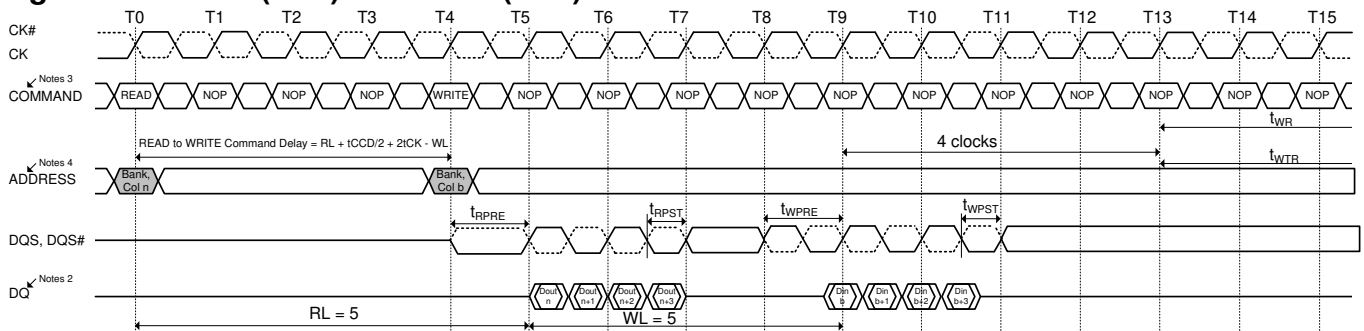 T0 T1 T2 T3 T4 T5 T6 T7 T8 T9 T10 T11 T12 T13 T14 T15
CK#
CK
Notes 3
COMMAND READ NOP NOP NOP WRITE NOP NOP NOP NOP NOP NOP NOP NOP NOP NOP NOP
tWR
READ to WRITE Command Delay = RL + tCCD/2 + 2tCK - WL
4 clocks
Notes 4
tWTR
ADDRESS
Bank, Col n
Bank, Col b
tRPRE tRPST tWPRE tWPST
DQS, DQS#
Notes 2
DQ
Dout n
Dout n+1
Dout n+2
Dout n+3
Din b
Din b+1
Din b+2
Din b+3
RL = 5 WL = 5